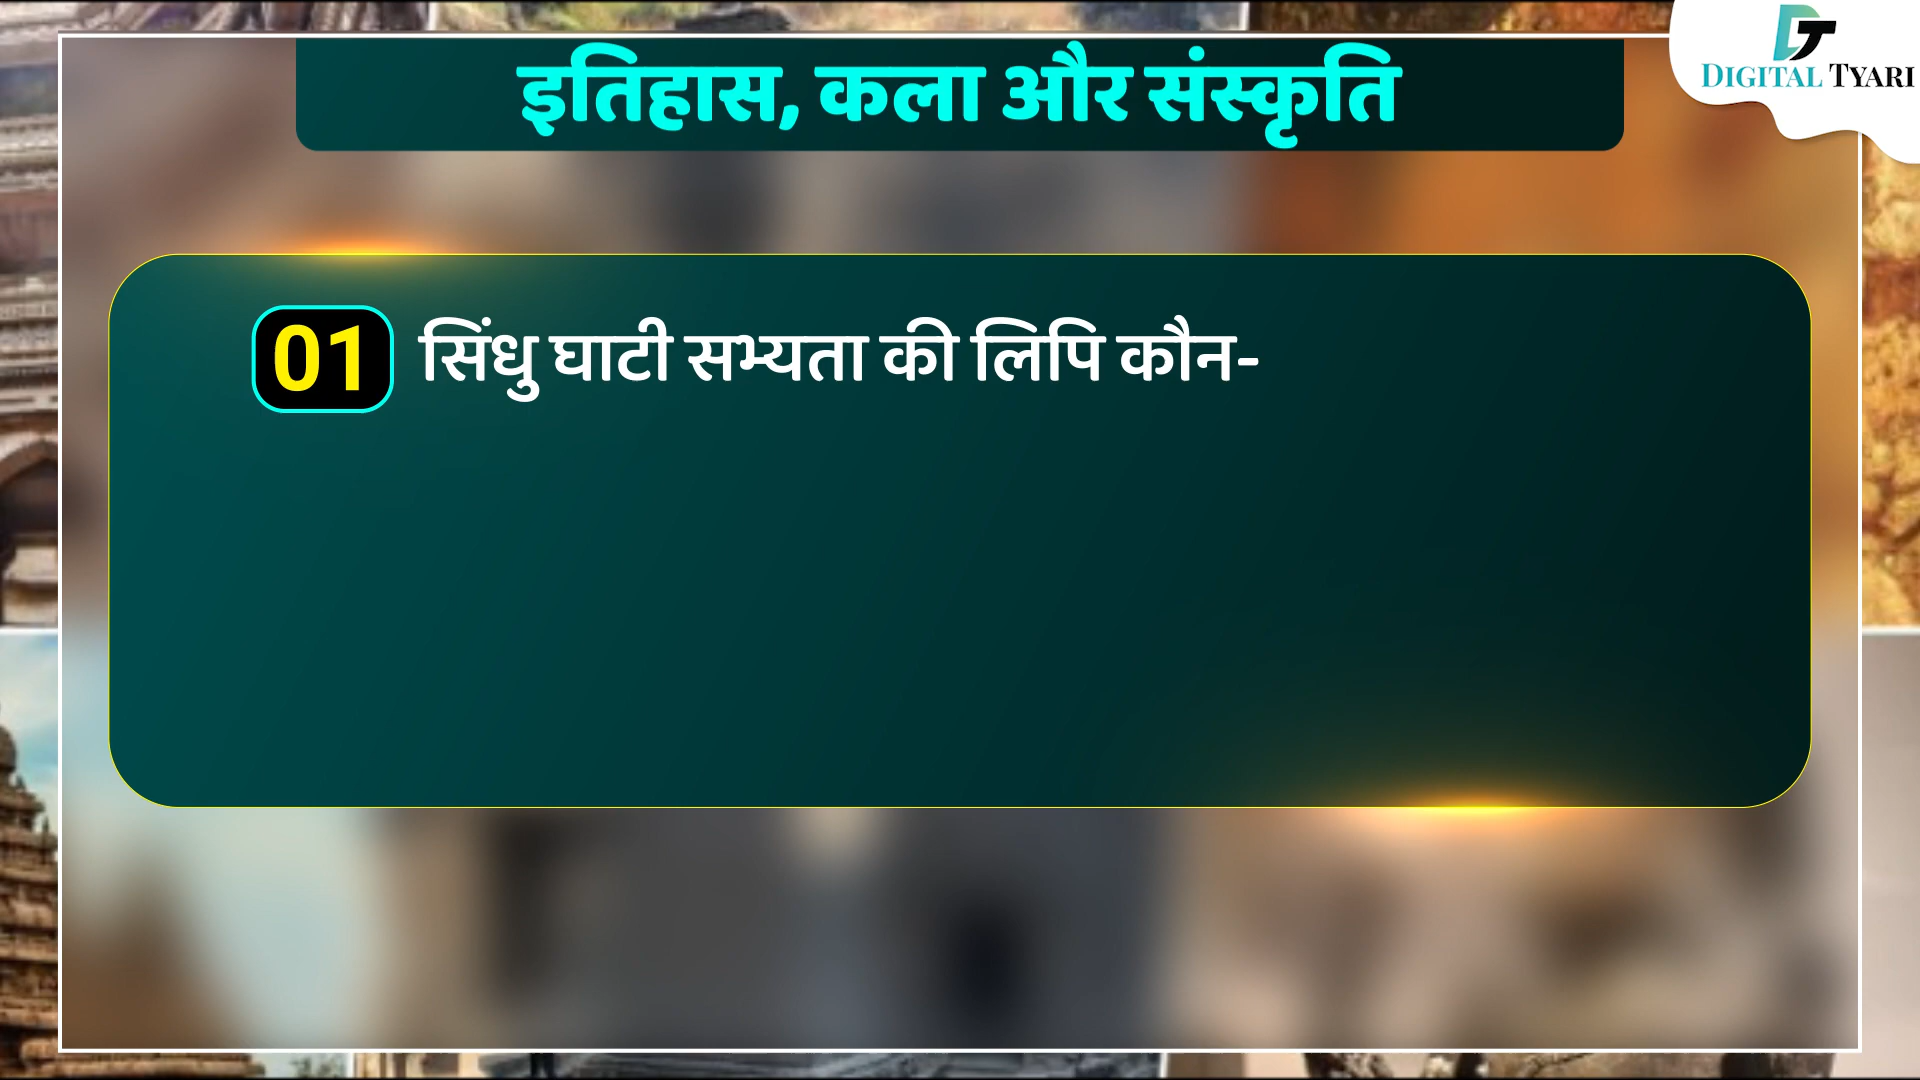 इतिहास, कला और संस्कृति
DIGITAL TYARI
01 सिंधु घाटी सभ्यता की लिपि कौन-